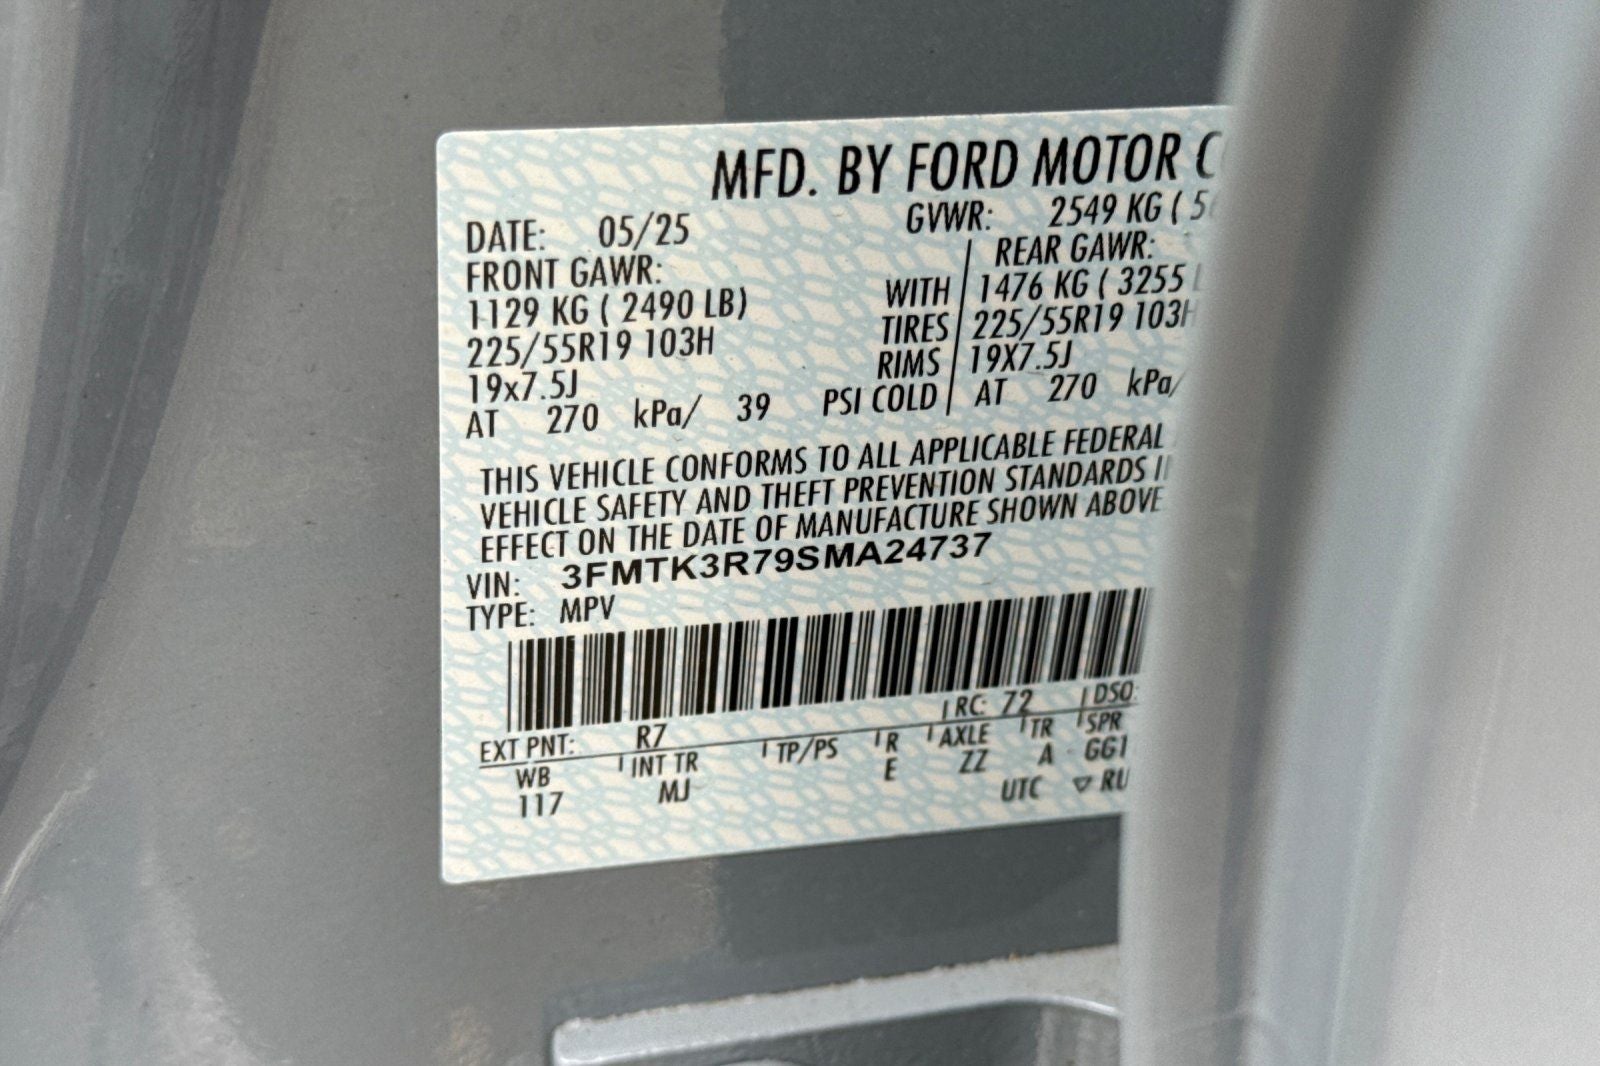 MFD. BY FORD MOTOR
DATE: 05/25 GVWR: 2549 KG (
FRONT GAWR: REAR GAWR:
1129 KG ( 2490 LB) WITH 1476 KG ( 3255
225/55R19 103H TIRES 225/55R19 103H
19x7.5J RIMS 19X7.5J
AT 270 kPa/ 39 PSI COLD AT 270 kPa/
THIS VEHICLE CONFORMS TO ALL APPLICABLE FEDERAL
VEHICLE SAFETY AND THEFT PREVENTION STANDARDS
EFFECT ON THE DATE OF MANUFACTURE SHOWN ABOVE
VIN: 3FMTK3R79SMA24737
TYPE: MPV
EXT PNT: R7 RC: 72 DSO:
WB INT TR TP/PS R AXLE TR SPR
117 MJ E ZZ A GG1
UTC ▽ RU